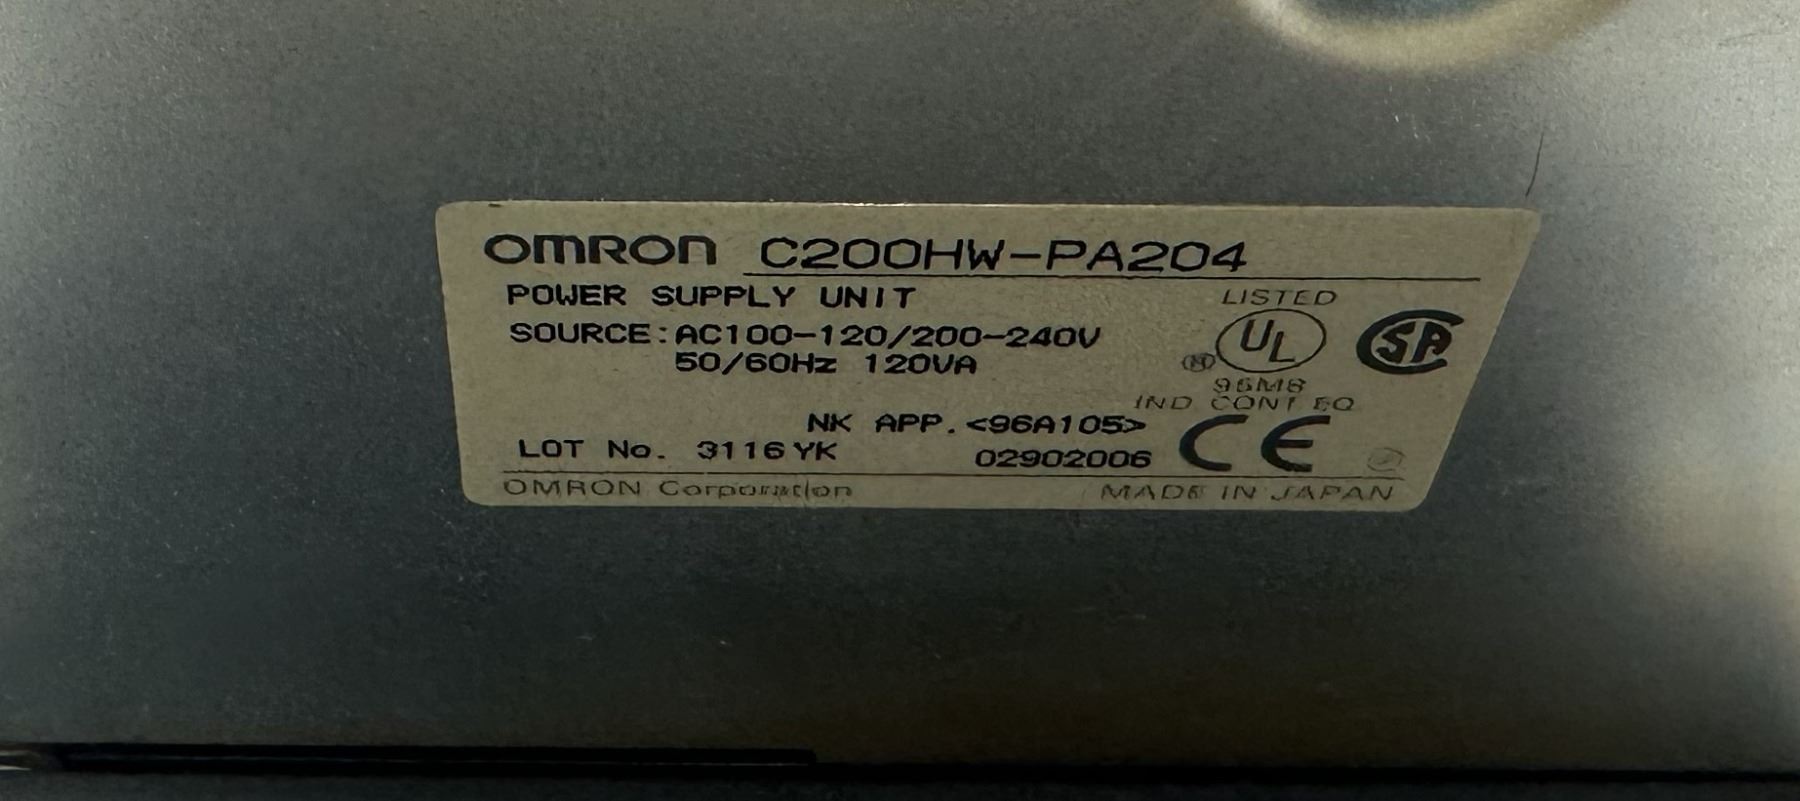 OMRON C200HW-PA204
POWER SUPPLY UNIT
LISTED
SOURCE:AC100-120/200-240V
50/60Hz 120VA
UL
SA
N
96M8
IND CONT EQ
NK APP.<96A105>
LOT No. 3116YK
02902006
CE
OMRON Corporation
MADE IN JAPAN